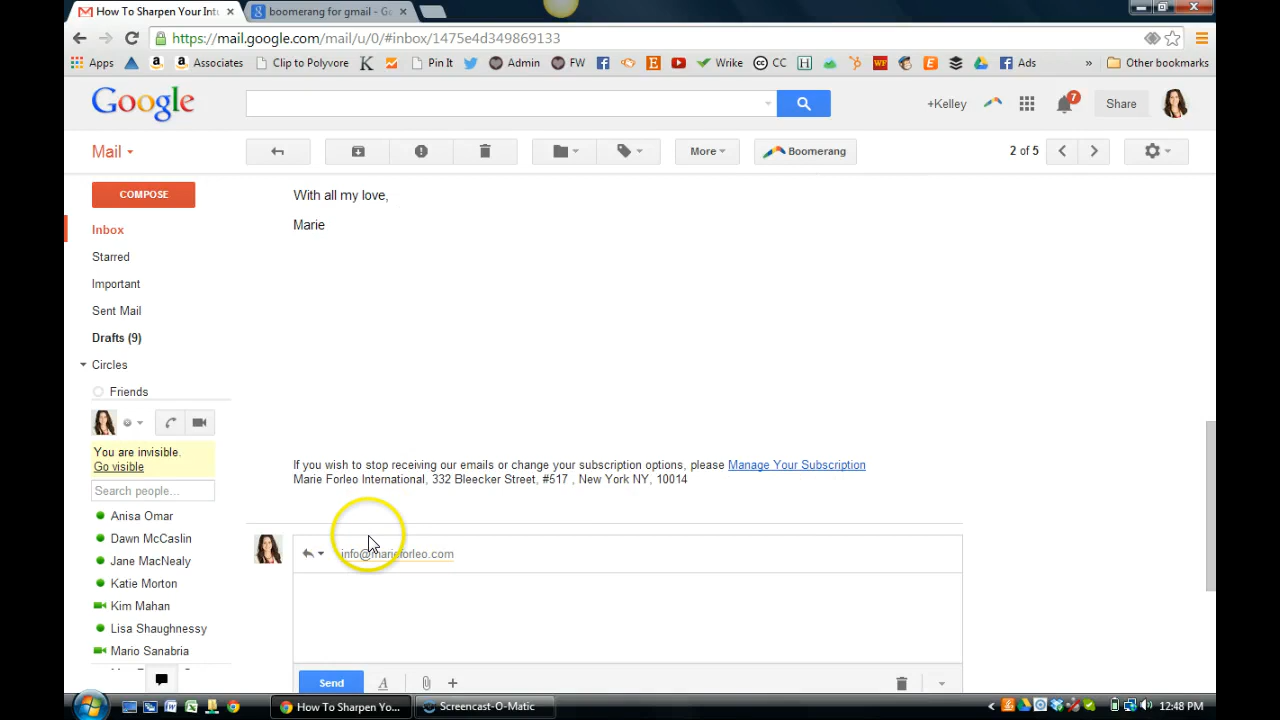 How To Sharpen Your Int
boomerang for gmail - Go
https://mail.google.com/mail/u/0/#inbox/1475e4d349869133
Apps
Associates
Clip to Polyvore
Pin It
Admin
FW
Wrike
CC
Ads
»
Other bookmarks
Google
+Kelley
7
Share
Mail
More
Boomerang
2 of 5
COMPOSE
With all my love,
Marie
Inbox
Starred
Important
Sent Mail
Drafts (9)
Circles
Friends
You are invisible.
Go visible
Search people...
Anisa Omar
Dawn McCaslin
Jane MacNealy
Katie Morton
Kim Mahan
Lisa Shaughnessy
Mario Sanabria
If you wish to stop receiving our emails or change your subscription options, please Manage Your Subscription
Marie Forleo International, 332 Bleecker Street, #517 , New York NY, 10014
info@marieforleo.com
Send
How To Sharpen Yo...
Screencast-O-Matic
12:48 PM